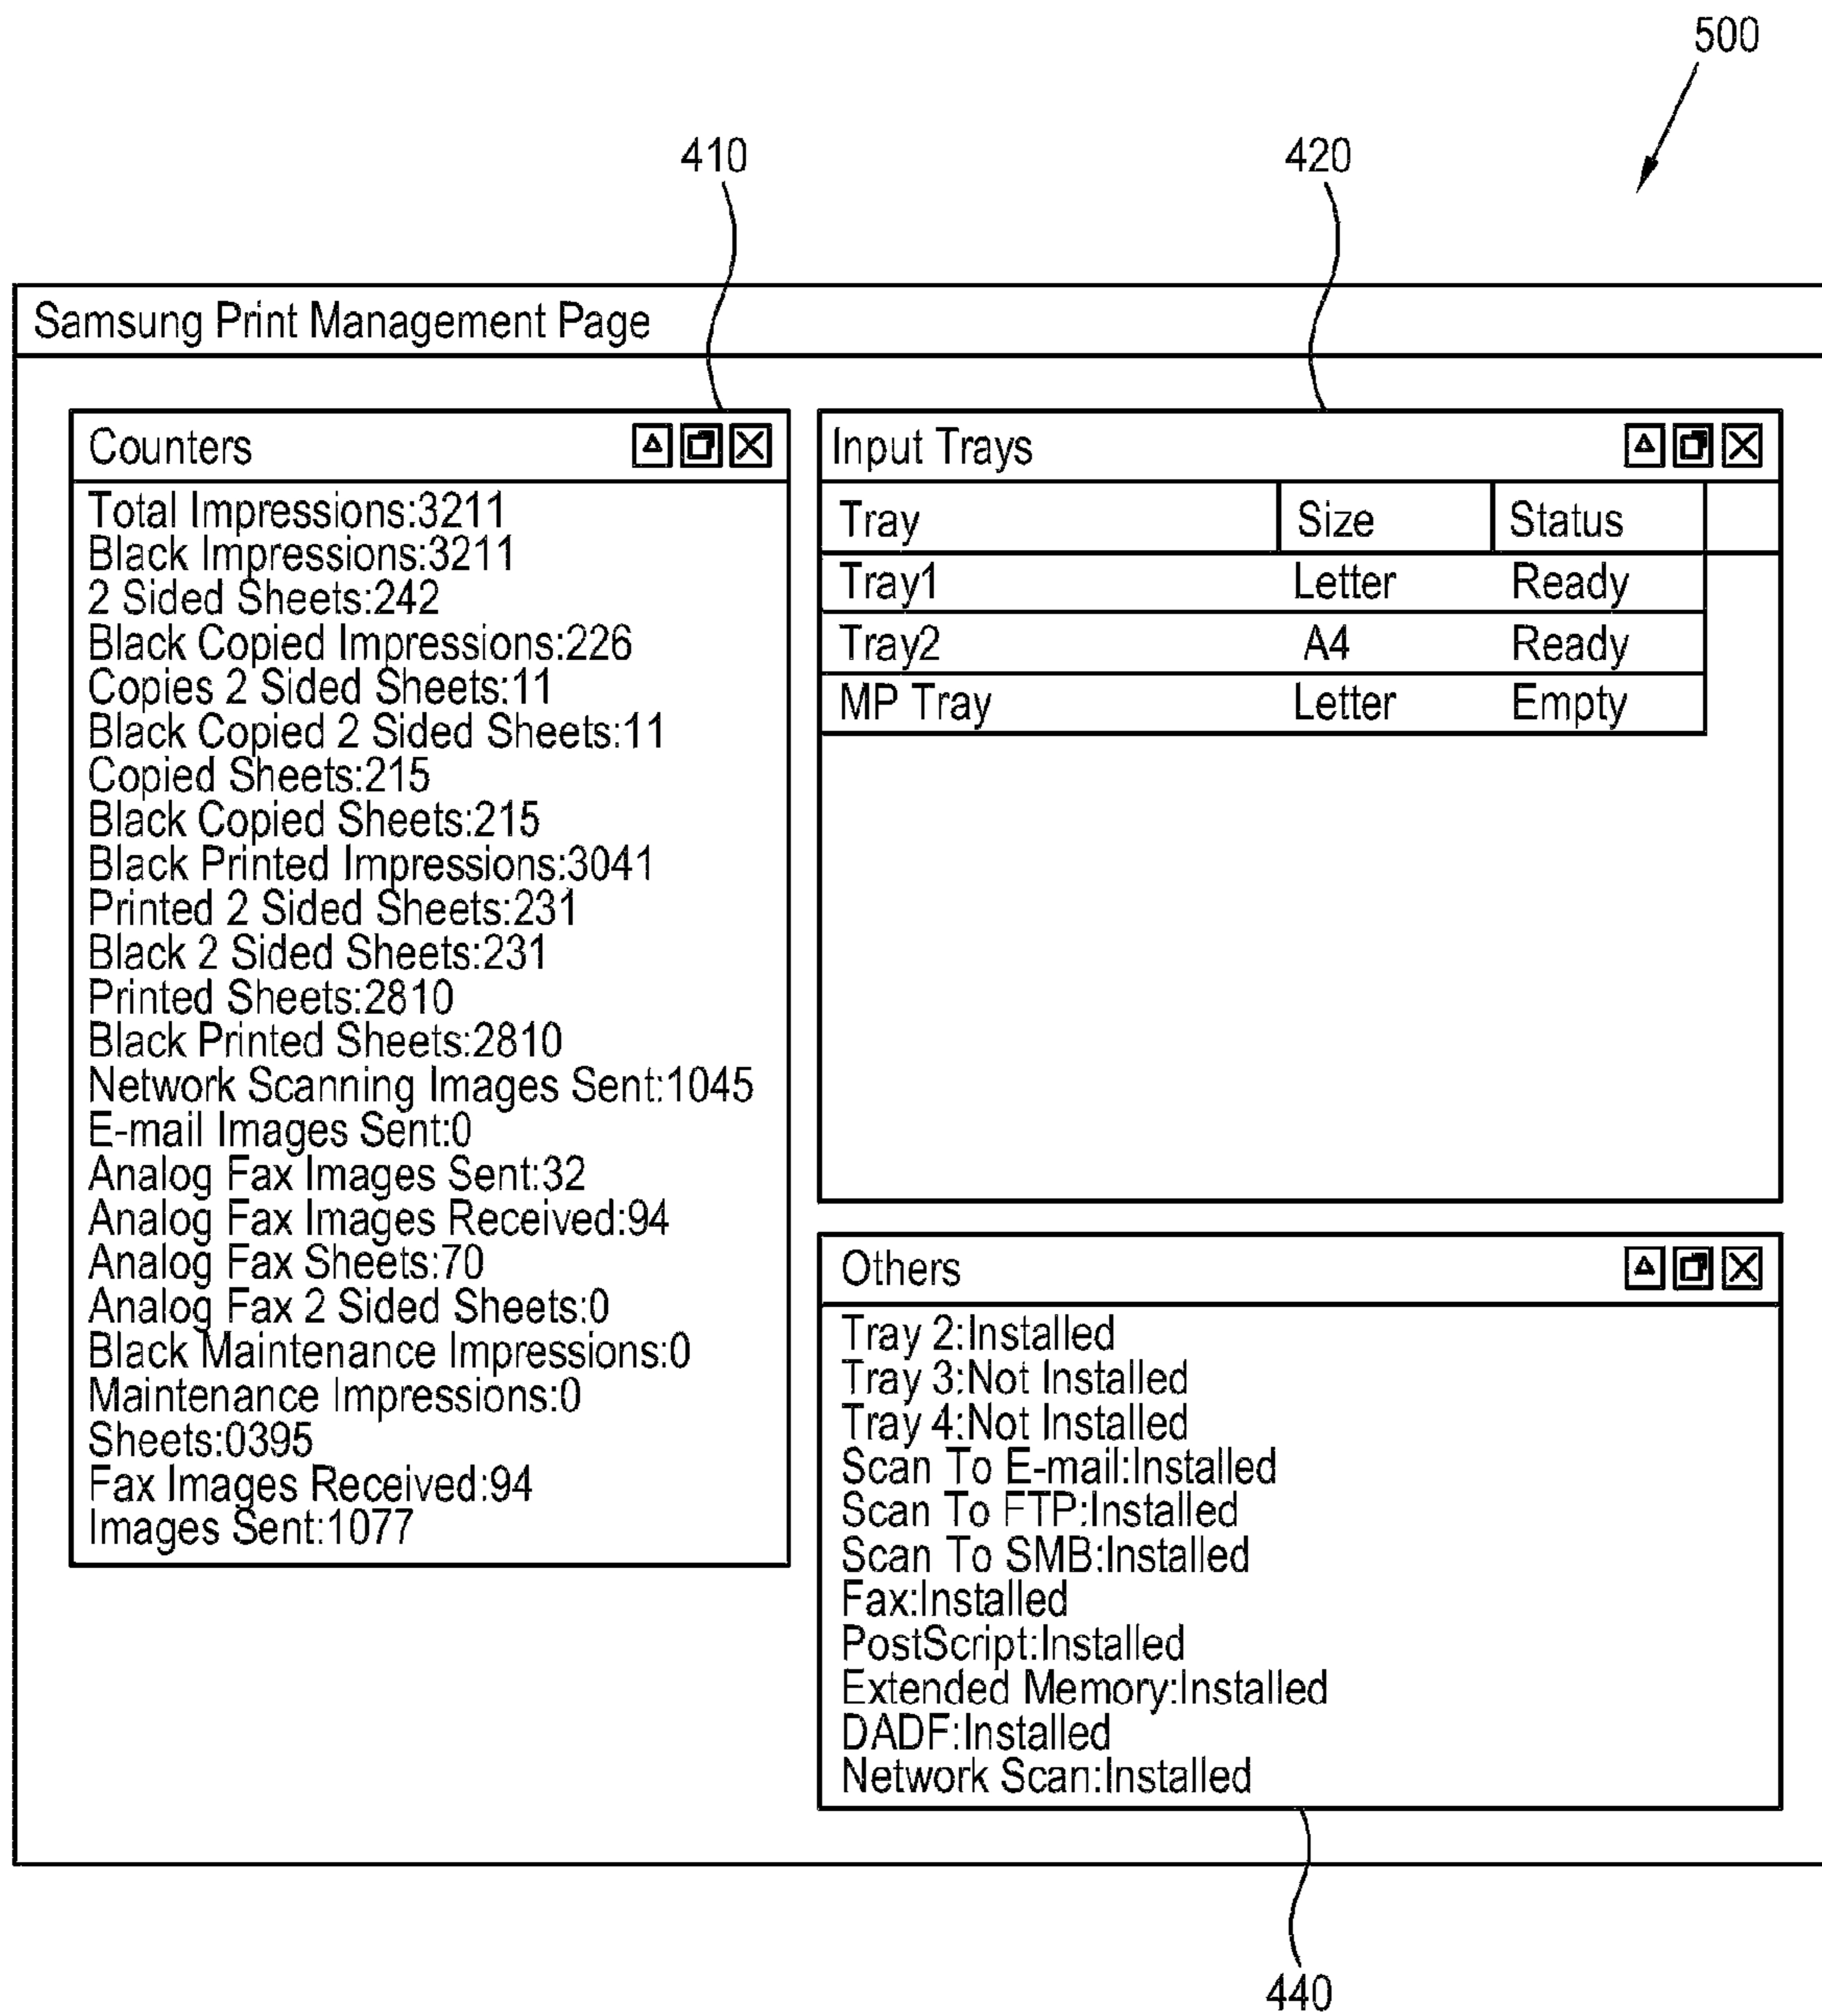 500
410
420
Samsung Print Management Page
Counters
Total Impressions:3211
Black Impressions:3211
2 Sided Sheets:242
Black Copied Impressions:226
Copies 2 Sided Sheets:11
Black Copied 2 Sided Sheets:11
Copied Sheets:215
Black Copied Sheets:215
Black Printed Impressions:3041
Printed 2 Sided Sheets:231
Black 2 Sided Sheets:231
Printed Sheets:2810
Black Printed Sheets:2810
Network Scanning Images Sent:1045
E-mail Images Sent:0
Analog Fax Images Sent:32
Analog Fax Images Received:94
Analog Fax Sheets:70
Analog Fax 2 Sided Sheets:0
Black Maintenance Impressions:0
Maintenance Impressions:0
Sheets:0395
Fax Images Received:94
Images Sent:1077
Input Trays
Tray Size Status
Tray1 Letter Ready
Tray2 A4 Ready
MP Tray Letter Empty
Others
Tray 2:Installed
Tray 3:Not Installed
Tray 4:Not Installed
Scan To E-mail:Installed
Scan To FTP:Installed
Scan To SMB:Installed
Fax:Installed
PostScript:Installed
Extended Memory:Installed
DADF:Installed
Network Scan:Installed
440